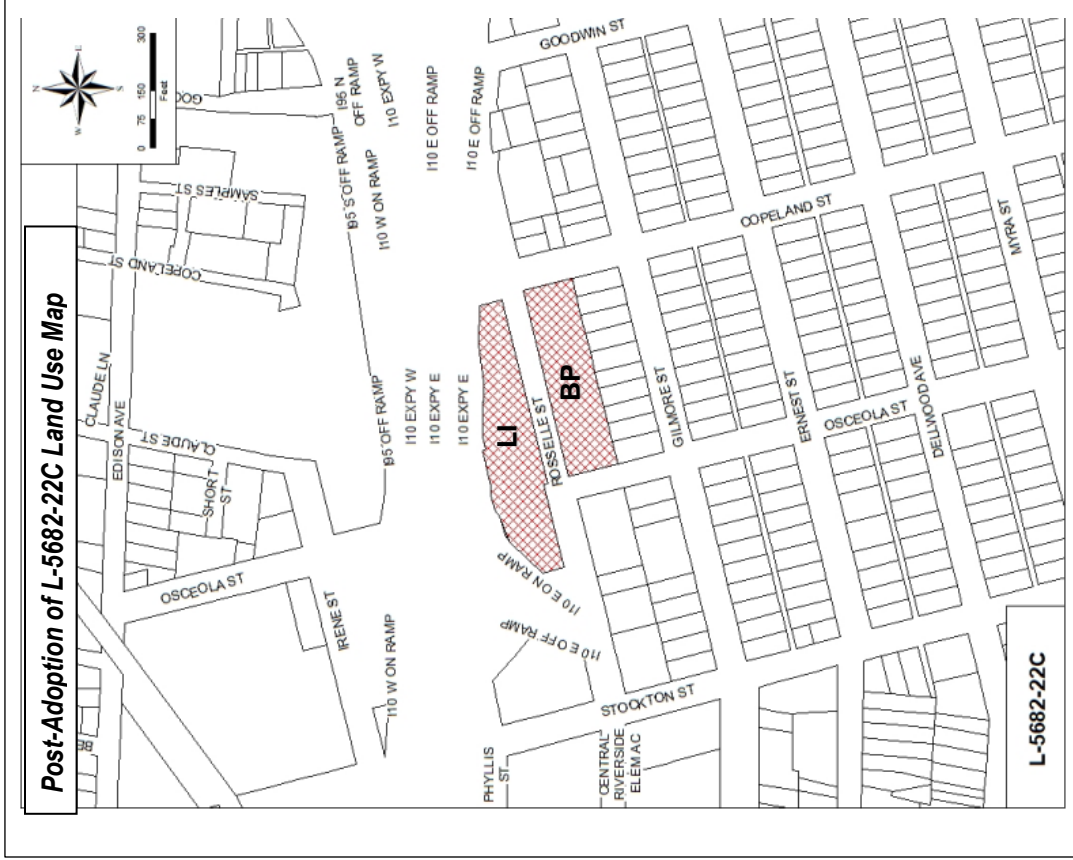 Post-Adoption of L-5682-22C Land Use Map
N
W
E
S
0 75 150 300
Feet
GOO
SAMPLES ST
COPELAND ST
CLAUDE LN
EDISON AVE
CLAUDE ST
SHORT
ST
OSCEOLA ST
IRENE ST
BE
I95 N
OFF RAMP
I10 EXPY W
I95 S OFF RAMP
I10 W ON RAMP
I10 E OFF RAMP
I10 E OFF RAMP
I95 OFF RAMP
I10 EXPY W
I10 EXPY E
I10 EXPY E
I10 W ON RAMP
GOODWIN ST
LI
ROSSELLE ST
BP
I10 E ON RAMP
I10 E OFF RAMP
PHYLLIS
ST
CENTRAL
RIVERSIDE
ELEM AC
STOCKTON ST
GILMORE ST
COPELAND ST
ERNEST ST
OSCEOLA ST
DELLWOOD AVE
MYRA ST
L-5682-22C